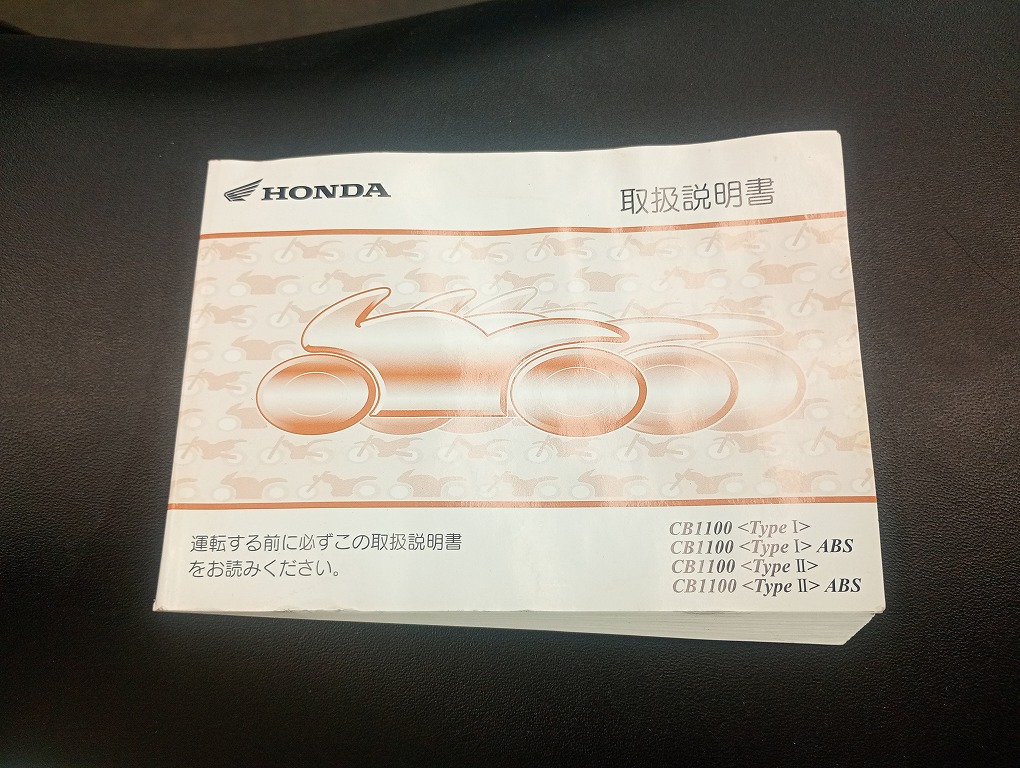 HONDA
取扱説明書
運転する前に必ずこの取扱説明書
をお読みください。
CB1100 <Type Ⅰ>
CB1100 <Type Ⅰ> ABS
CB1100 <Type Ⅱ>
CB1100 <Type Ⅱ> ABS